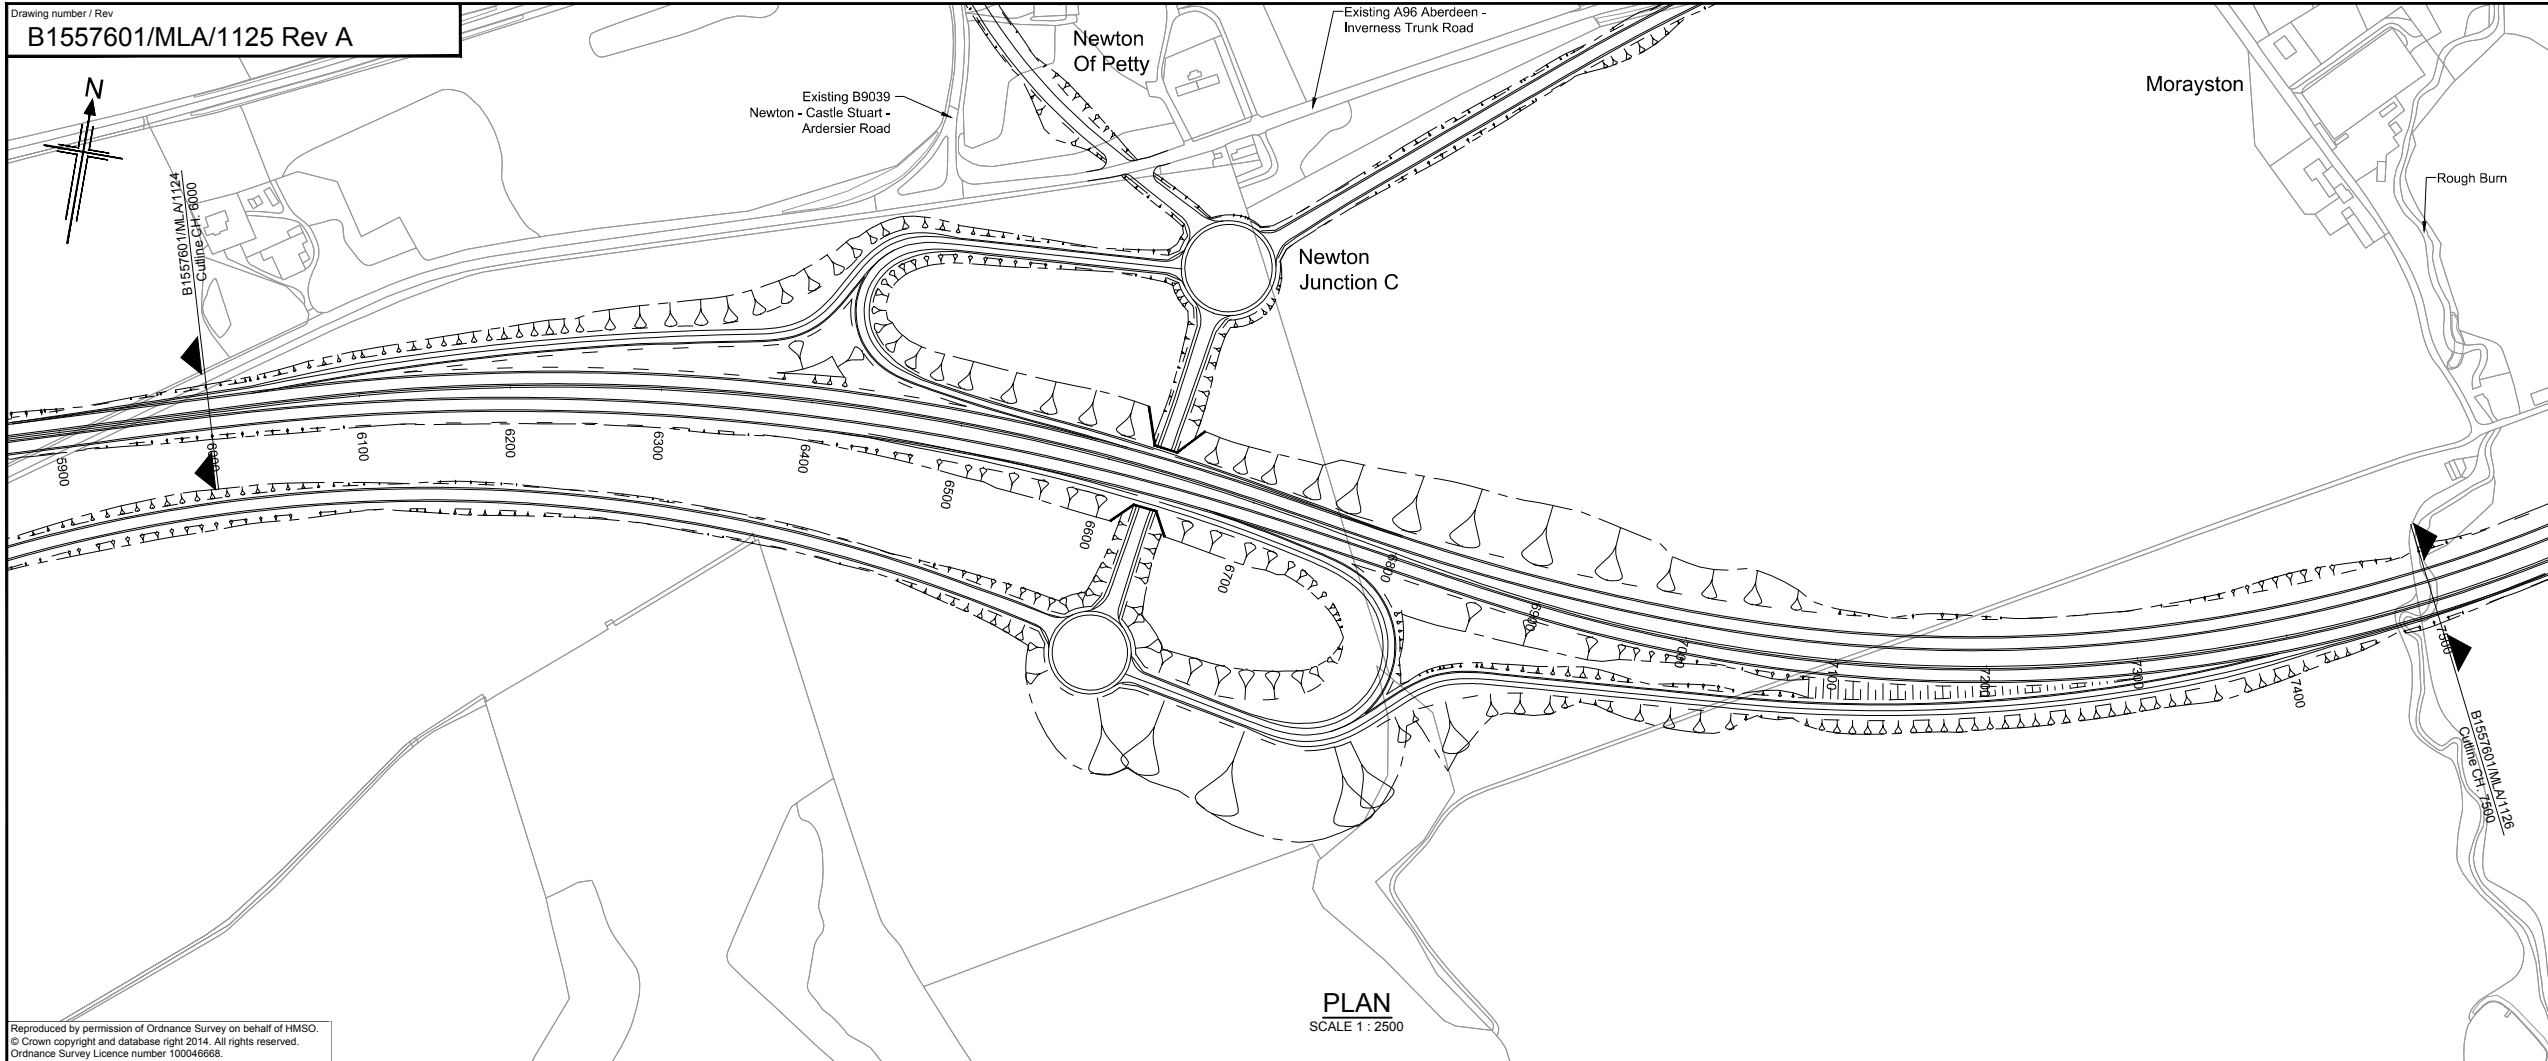 Drawing number / Rev
B1557601/MLA/1125 Rev A
N
Newton
Of Petty
Existing A96 Aberdeen -
Inverness Trunk Road
Existing B9039
Newton - Castle Stuart -
Ardersier Road
Morayston
Rough Burn
B1557601/MLA/1124
Cutline CH. 6000
Newton
Junction C
5900
6000
6100
6200
6300
6400
6500
6600
6700
6800
6900
7000
7100
7200
7300
7400
7500
B1557601/MLA/1126
Cutline CH. 7500
PLAN
SCALE 1 : 2500
Reproduced by permission of Ordnance Survey on behalf of HMSO.
© Crown copyright and database right 2014. All rights reserved.
Ordnance Survey Licence number 100046668.